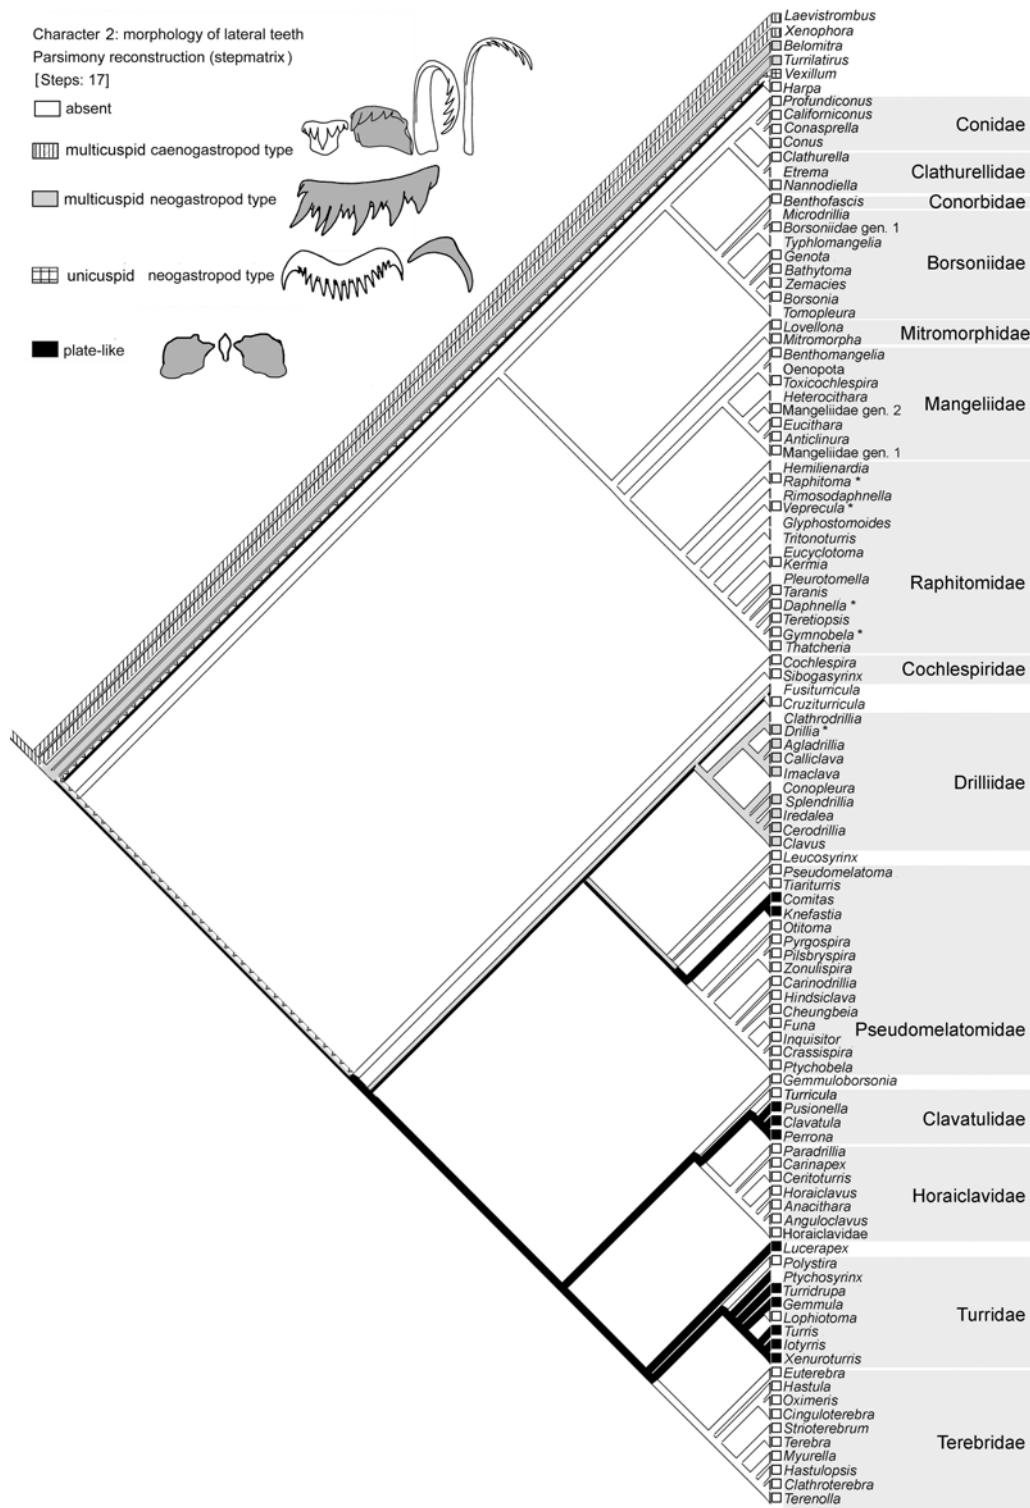 Character 2: morphology of lateral teeth
Parsimony reconstruction (stepmatrix)
[Steps: 17]
absent
multicuspid caenogastropod type
multicuspid neogastropod type
unicuspid neogastropod type
plate-like
Laevistrombus
Xenophora
Belomitra
Turrilatirus
Vexillum
Harpa
Profundiconus
Californiconus
Conasprella
Conus
Conidae
Clathurella
Etrema
Nannodiella
Clathurellidae
Benthofascis
Conorbidae
Microdrillia
Borsoniidae gen. 1
Typhlomangelia
Genota
Bathytoma
Zemacies
Borsonia
Tomopleura
Borsoniidae
Lovellona
Mitromorpha
Mitromorphidae
Benthomangelia
Oenopota
Toxicochlespira
Heterocithara
Mangeliidae gen. 2
Eucithara
Anticlinura
Mangeliidae gen. 1
Mangeliidae
Hemilienardia
Raphitoma *
Rimosodaphnella
Veprecula *
Glyphostomoides
Tritonoturris
Eucyclotoma
Kermia
Pleurotomella
Taranis
Daphnella *
Teretiopsis
Gymnobela *
Thatcheria
Raphitomidae
Cochlespira
Sibogasyrinx
Cochlespiridae
Fusiturricula
Cruziturricula
Clathrodrillia
Drillia *
Agladrillia
Calliclava
Imaclava
Conopleura
Splendrillia
Iredalea
Cerodrillia
Clavus
Drilliidae
Leucosyrinx
Pseudomelatoma
Tiariturris
Comitas
Knefastia
Otitoma
Pyrgospira
Pilsbryspira
Zonulispira
Carinodrillia
Hindsiclava
Cheungbeia
Funa
Inquisitor
Crassispira
Ptychobela
Pseudomelatomidae
Gemmuloborsonia
Turricula
Pusionella
Clavatula
Perrona
Clavatulidae
Paradrillia
Carinapex
Ceritoturris
Horaiclavus
Anacithara
Anguloclavus
Horaiclavidae
Horaiclavidae
Lucerapex
Polystira
Ptychosyrinx
Turridrupa
Gemmula
Lophiotoma
Turris
Iotyrris
Xenuroturris
Turridae
Euterebra
Hastula
Oximeris
Cinguloterebra
Strioterebrum
Terebra
Myurella
Hastulopsis
Clathroterebra
Terenolla
Terebridae